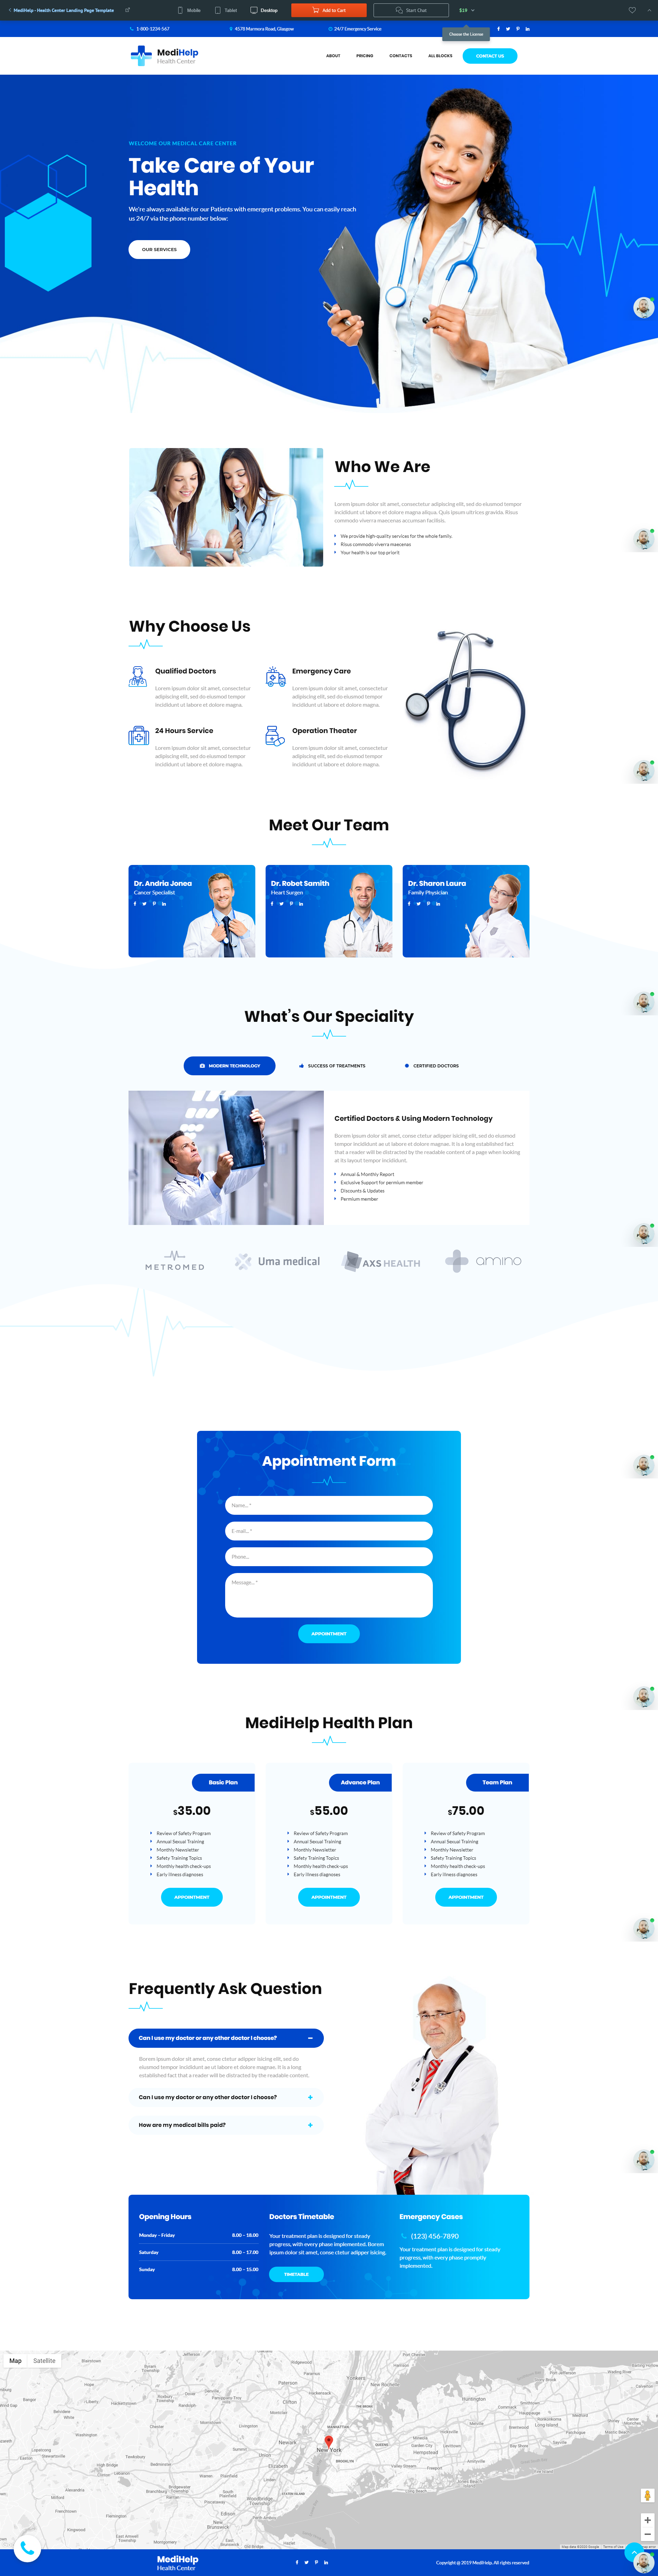 MediHelp - Health Center Landing Page Template
Mobile
Tablet
Desktop
Add to Cart
Start Chat
$19
Choose the License
1-800-1234-567
4578 Marmora Road, Glasgow
24/7 Emergency Service
MediHelp
Health Center
ABOUT
PRICING
CONTACTS
ALL BLOCKS
CONTACT US
WELCOME OUR MEDICAL CARE CENTER
Take Care of Your
Health
We're always available for our Patients with emergent problems. You can easily reach
us 24/7 via the phone number below:
OUR SERVICES
Who We Are
Lorem ipsum dolor sit amet, consectetur adipiscing elit, sed do eiusmod tempor
incididunt ut labore et dolore magna aliqua. Quis ipsum ultrices gravida. Risus
commodo viverra maecenas accumsan facilisis.
We provide high-quality services for the whole family.
Risus commodo viverra maecenas
Your health is our top priorit
Why Choose Us
Qualified Doctors
Lorem ipsum dolor sit amet, consectetur
adipiscing elit, sed do eiusmod tempor
incididunt ut labore et dolore magna.
Emergency Care
Lorem ipsum dolor sit amet, consectetur
adipiscing elit, sed do eiusmod tempor
incididunt ut labore et dolore magna.
24 Hours Service
Lorem ipsum dolor sit amet, consectetur
adipiscing elit, sed do eiusmod tempor
incididunt ut labore et dolore magna.
Operation Theater
Lorem ipsum dolor sit amet, consectetur
adipiscing elit, sed do eiusmod tempor
incididunt ut labore et dolore magna.
Meet Our Team
Dr. Andria Jonea
Cancer Specialist
Dr. Robet Samith
Heart Surgen
Dr. Sharon Laura
Family Physician
What's Our Speciality
MODERN TECHNOLOGY
SUCCESS OF TREATMENTS
CERTIFIED DOCTORS
Certified Doctors & Using Modern Technology
Borem ipsum dolor sit amet, conse ctetur adipper isicing elit, sed do eiusmod
tempor incididunt ae ut labore et dolore magnae. It is a long established fact
that a reader will be distracted by the readable content of a page when looking
at its layout tempor incididunt.
Annual & Monthly Report
Exclusive Support for permium member
Discounts & Updates
Permium member
METROMED
Uma medical
AXS HEALTH
amino
Appointment Form
Name... *
E-mail... *
Phone...
Message... *
APPOINTMENT
MediHelp Health Plan
Basic Plan
$35.00
Review of Safety Program
Annual Sexual Training
Monthly Newsletter
Safety Training Topics
Monthly health check-ups
Early illness diagnoses
APPOINTMENT
Advance Plan
$55.00
Review of Safety Program
Annual Sexual Training
Monthly Newsletter
Safety Training Topics
Monthly health check-ups
Early illness diagnoses
APPOINTMENT
Team Plan
$75.00
Review of Safety Program
Annual Sexual Training
Monthly Newsletter
Safety Training Topics
Monthly health check-ups
Early illness diagnoses
APPOINTMENT
Frequently Ask Question
Can I use my doctor or any other doctor I choose?
Borem ipsum dolor sit amet, conse ctetur adipper isicing elit, sed do
eiusmod tempor incididunt ae ut labore et dolore magnae. It is a long
established fact that a reader will be distracted by the readable content.
Can I use my doctor or any other doctor I choose?
How are my medical bills paid?
Opening Hours
Monday – Friday
8.00 – 18.00
Saturday
8.00 – 17.00
Sunday
8.00 – 15.00
Doctors Timetable
Your treatment plan is designed for steady
progress, with every phase implemented. Borem
ipsum dolor sit amet, conse ctetur adipper isicing.
TIMETABLE
Emergency Cases
(123) 456-7890
Your treatment plan is designed for steady
progress, with every phase promptly
implemented.
Map
Satellite
Paterson
Clifton
Yonkers
New Rochelle
Newark
New York
MANHATTAN
QUEENS
BROOKLYN
Elizabeth
Edison
New
Brunswick
Woodbridge
Township
Huntington
Hempstead
Long Island
MediHelp
Health Center
Copyright @ 2019 MediHelp, All rights reserved